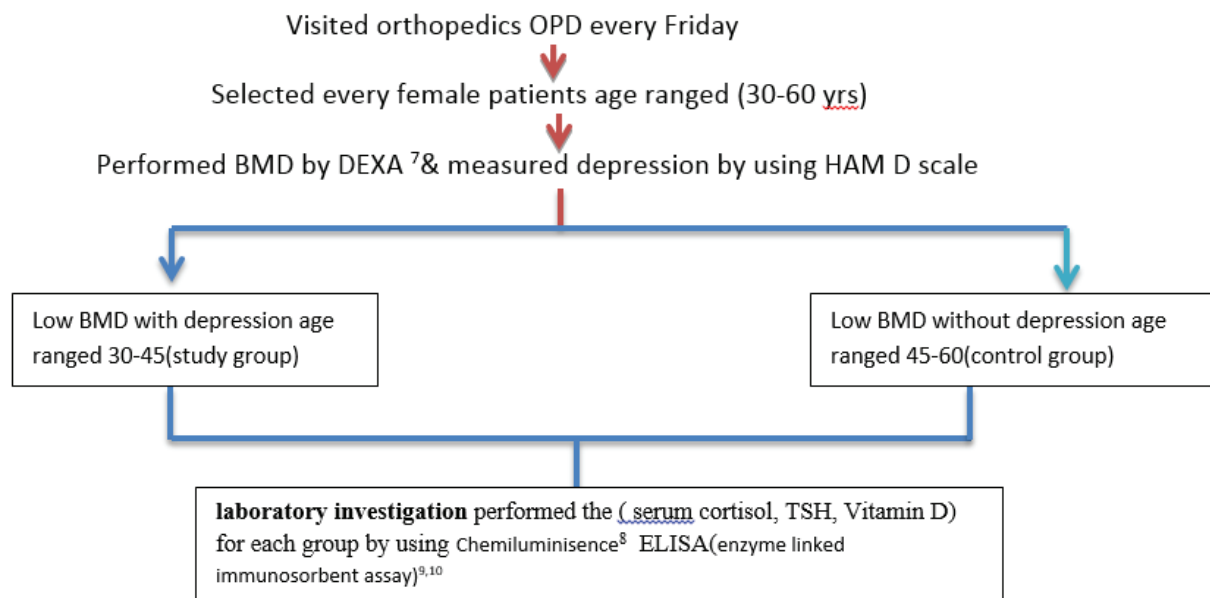 Visited orthopedics OPD every Friday
Selected every female patients age ranged (30-60 yrs)
Performed BMD by DEXA ⁷& measured depression by using HAM D scale
Low BMD with depression age
ranged 30-45(study group)
Low BMD without depression age
ranged 45-60(control group)
laboratory investigation performed the ( serum cortisol, TSH, Vitamin D)
for each group by using Chemiluminisence⁸ ELISA(enzyme linked
immunosorbent assay)⁹,¹⁰